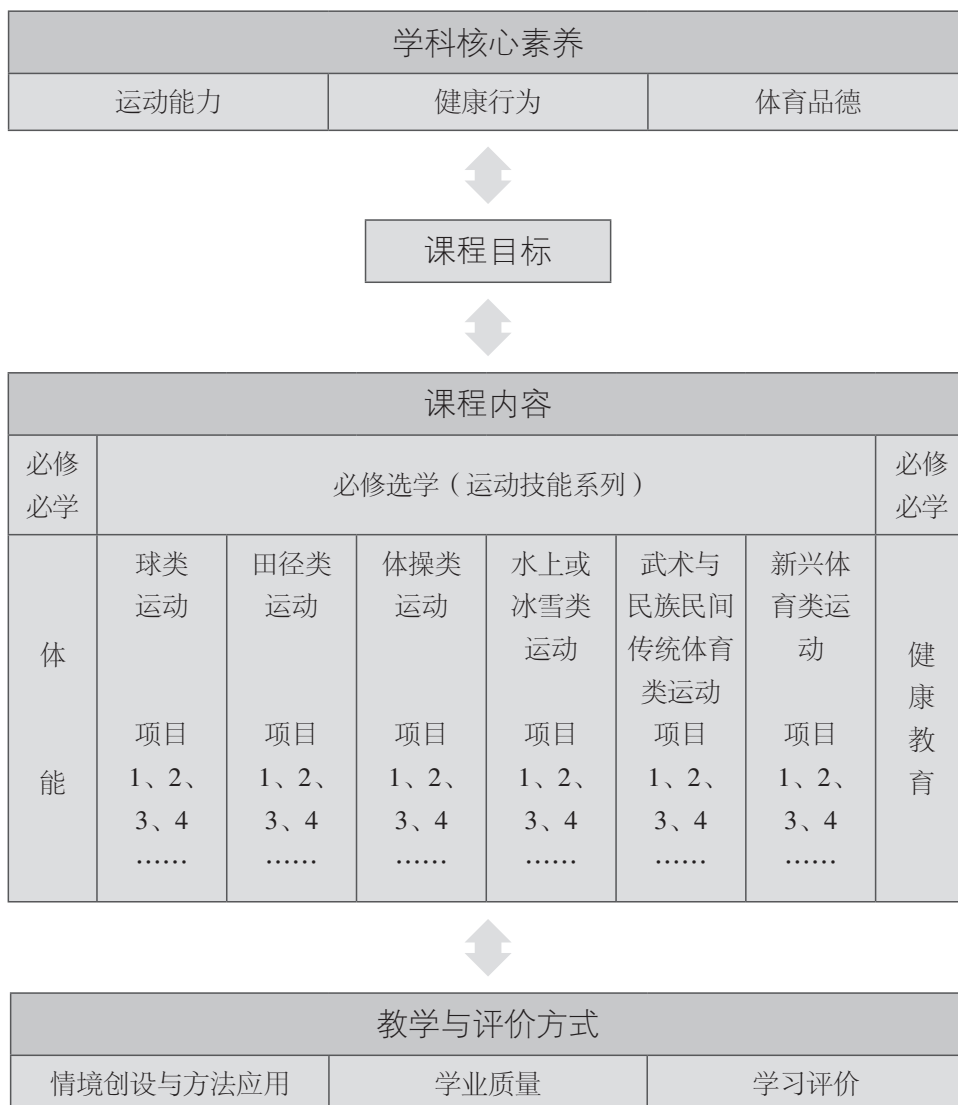 学科核心素养
运动能力 健康行为 体育品德
课程目标
课程内容
必修
必学
必修选学（运动技能系列）
必修
必学
体
能
球类
运动
项目
1、2、
3、4
……
田径类
运动
项目
1、2、
3、4
……
体操类
运动
项目
1、2、
3、4
……
水上或
冰雪类
运动
项目
1、2、
3、4
……
武术与
民族民间
传统体育
类运动
项目
1、2、
3、4
……
新兴体
育类运
动
项目
1、2、
3、4
……
健
康
教
育
教学与评价方式
情境创设与方法应用 学业质量 学习评价